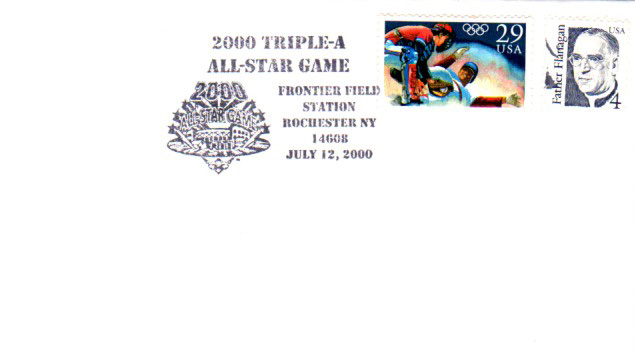 2000 TRIPLE-A
ALL-STAR GAME
2000
ALL-STAR GAME
FRONTIER FIELD
STATION
ROCHESTER NY
14608
JULY 12, 2000
29
USA
Father Flanagan
USA
4